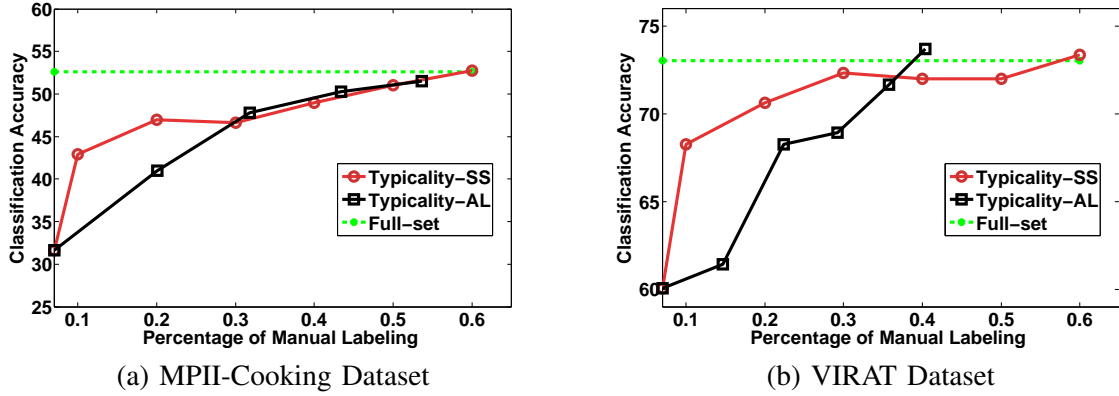 60
55
50
45
40
35
30
25
0.1 0.2 0.3 0.4 0.5 0.6
Classification Accuracy
Percentage of Manual Labeling
Typicality−SS
Typicality−AL
Full−set
(a) MPII-Cooking Dataset
75
70
65
60
0.1 0.2 0.3 0.4 0.5 0.6
Classification Accuracy
Percentage of Manual Labeling
Typicality−SS
Typicality−AL
Full−set
(b) VIRAT Dataset